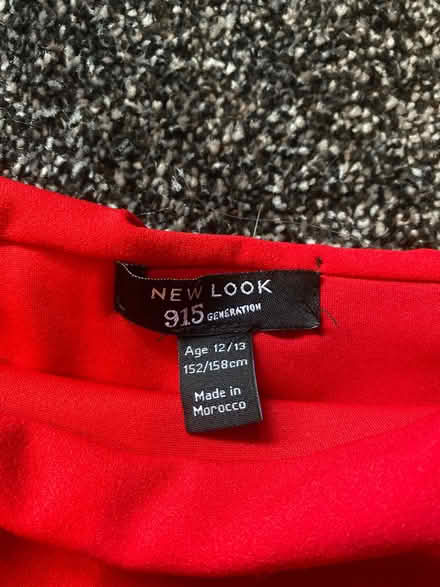 NEW LOOK
915 GENERATION
Age 12/13
152/158cm
Made in
Morocco